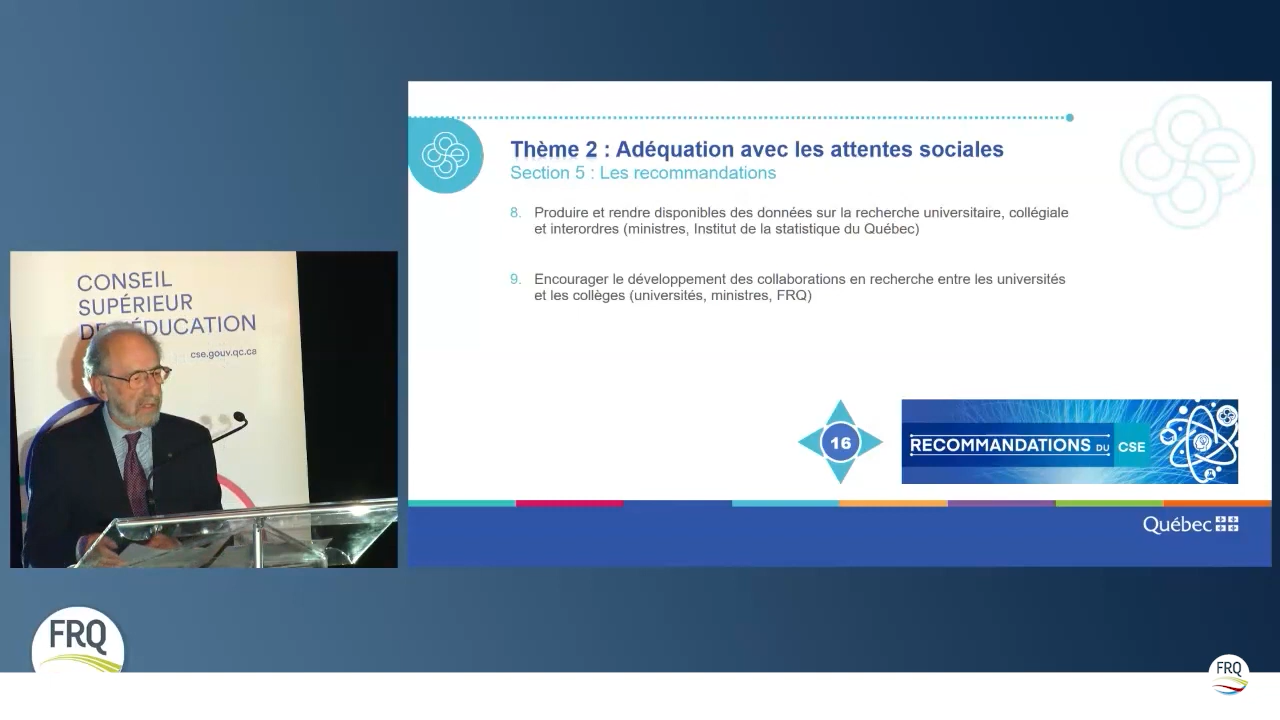 CONSEIL
SUPÉRIEUR
ÉDUCATION
cse.gouv.qc.ca
Thème 2 : Adéquation avec les attentes sociales
Section 5 : Les recommandations
8. Produire et rendre disponibles des données sur la recherche universitaire, collégiale
et interordres (ministres, Institut de la statistique du Québec)
9. Encourager le développement des collaborations en recherche entre les universités
et les collèges (universités, ministres, FRQ)
16
RECOMMANDATIONS DU CSE
Québec
FRQ
FRQ